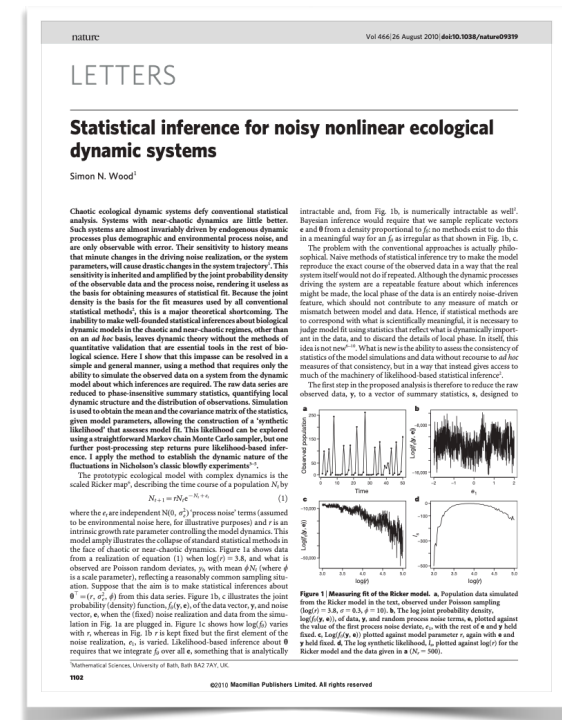 nature
Vol 466|26 August 2010|doi:10.1038/nature09319
LETTERS
Statistical inference for noisy nonlinear ecological
dynamic systems
Simon N. Wood¹
Chaotic ecological dynamic systems defy conventional statistical
analysis. Systems with near-chaotic dynamics are little better.
Such systems are almost invariably driven by endogenous dynamic
processes plus demographic and environmental process noise, and
are only observable with error. Their sensitivity to history means
that minute changes in the driving noise realization, or the system
parameters, will cause drastic changes in the system trajectory¹. This
sensitivity is inherited and amplified by the joint probability density
of the observable data and the process noise, rendering it useless as
the basis for obtaining measures of statistical fit. Because the joint
density is the basis for the fit measures used by all conventional
statistical methods², this is a major theoretical shortcoming. The
inability to make well-founded statistical inferences about biological
dynamic models in the chaotic and near-chaotic regimes, other than
on an ad hoc basis, leaves dynamic theory without the methods of
quantitative validation that are essential tools in the rest of bio-
logical science. Here I show that this impasse can be resolved in a
simple and general manner, using a method that requires only the
ability to simulate the observed data on a system from the dynamic
model about which inferences are required. The raw data series are
reduced to phase-insensitive summary statistics, quantifying local
dynamic structure and the distribution of observations. Simulation
is used to obtain the mean and the covariance matrix of the statistics,
given model parameters, allowing the construction of a ‘synthetic
likelihood’ that assesses model fit. This likelihood can be explored
using a straightforward Markov chain Monte Carlo sampler, but one
further post-processing step returns pure likelihood-based infer-
ence. I apply the method to establish the dynamic nature of the
fluctuations in Nicholson’s classic blowfly experiments³⁻⁵.
The prototypic ecological model with complex dynamics is the
scaled Ricker map⁶, describing the time course of a population Nₜ by
Nₜ₊₁ = rNₜe^{−Nₜ+eₜ} (1)
where the eₜ are independent N(0, σₑ²) ‘process noise’ terms (assumed
to be environmental noise here, for illustrative purposes) and r is an
intrinsic growth rate parameter controlling the model dynamics. This
model amply illustrates the collapse of standard statistical methods in
the face of chaotic or near-chaotic dynamics. Figure 1a shows data
from a realization of equation (1) when log(r) = 3.8, and what is
observed are Poisson random deviates, yₜ, with mean ϕNₜ (where ϕ
is a scale parameter), reflecting a reasonable common sampling situ-
ation. Suppose that the aim is to make statistical inferences about
θᵀ = (r, σₑ², ϕ) from this data series. Figure 1b, c illustrates the joint
probability (density) function, f_θ(y, e), of the data vector, y, and noise
vector, e, when the (fixed) noise realization and data from the simu-
lation in Fig. 1a are plugged in. Figure 1c shows how log(f_θ) varies
with r, whereas in Fig. 1b r is kept fixed but the first element of the
noise realization, e₁, is varied. Likelihood-based inference about θ
requires that we integrate f_θ over all e, something that is analytically
intractable and, from Fig. 1b, is numerically intractable as well².
Bayesian inference would require that we sample replicate vectors
e and θ from a density proportional to f_θ: no methods exist to do this
in a meaningful way for an f_θ as irregular as that shown in Fig. 1b, c.
The problem with the conventional approaches is actually philo-
sophical. Naive methods of statistical inference try to make the model
reproduce the exact course of the observed data in a way that the real
system itself would not do if repeated. Although the dynamic processes
driving the system are a repeatable feature about which inferences
might be made, the local phase of the data is an entirely noise-driven
feature, which should not contribute to any measure of match or
mismatch between model and data. Hence, if statistical methods are
to correspond with what is scientifically meaningful, it is necessary to
judge model fit using statistics that reflect what is dynamically import-
ant in the data, and to discard the details of local phase. In itself, this
idea is not new. What is new is the ability to assess the consistency of
statistics of the model simulations and data without recourse to ad hoc
measures of that consistency, but in a way that instead gives access to
much of the machinery of likelihood-based statistical inference².
The first step in the proposed analysis is therefore to reduce the raw
observed data, y, to a vector of summary statistics, s, designed to
a
b
Observed population
Time
Log(f_θ(y, e))
e₁
c
d
Log(f_θ(y, e))
log(r)
lₛ
log(r)
Figure 1 | Measuring fit of the Ricker model. a, Population data simulated
from the Ricker model in the text, observed under Poisson sampling
(log(r) = 3.8, σ = 0.3, ϕ = 10). b, The log joint probability density,
log(f_θ(y, e)), of data, y, and random process noise terms, e, plotted against
the value of the first process noise deviate, e₁, with the rest of e and y held
fixed. c, Log(f_θ(y, e)) plotted against model parameter r, again with e and
y held fixed. d, The log synthetic likelihood, lₛ, plotted against log(r) for the
Ricker model and the data given in a (Nᵣ = 500).
¹Mathematical Sciences, University of Bath, Bath BA2 7AY, UK.
1102
©2010 Macmillan Publishers Limited. All rights reserved